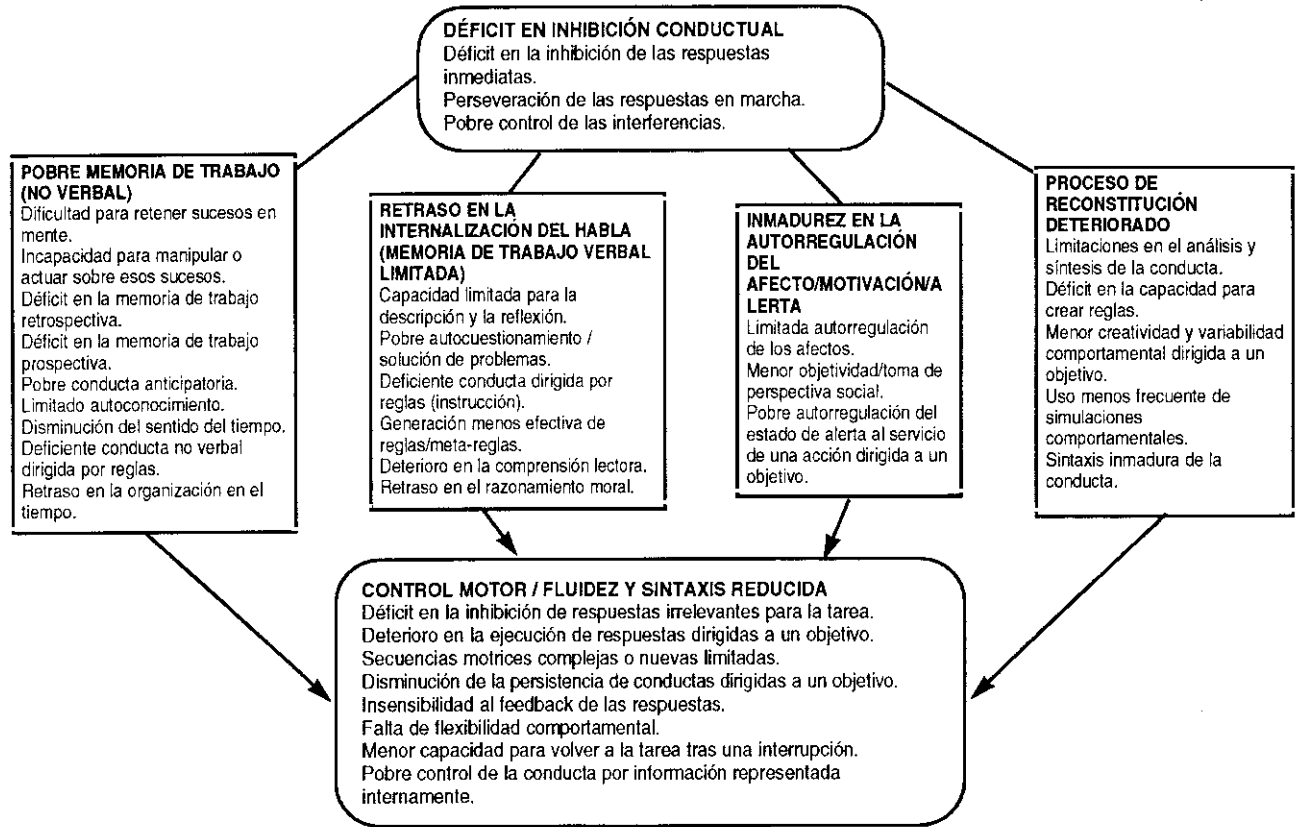 DÉFICIT EN INHIBICIÓN CONDUCTUAL
Déficit en la inhibición de las respuestas
inmediatas.
Perseveración de las respuestas en marcha.
Pobre control de las interferencias.
POBRE MEMORIA DE TRABAJO
(NO VERBAL)
Dificultad para retener sucesos en
mente.
Incapacidad para manipular o
actuar sobre esos sucesos.
Déficit en la memoria de trabajo
retrospectiva.
Déficit en la memoria de trabajo
prospectiva.
Pobre conducta anticipatoria.
Limitado autoconocimiento.
Disminución del sentido del tiempo.
Deficiente conducta no verbal
dirigida por reglas.
Retraso en la organización en el
tiempo.
RETRASO EN LA
INTERNALIZACIÓN DEL HABLA
(MEMORIA DE TRABAJO VERBAL
LIMITADA)
Capacidad limitada para la
descripción y la reflexión.
Pobre autocuestionamiento /
solución de problemas.
Deficiente conducta dirigida por
reglas (instrucción).
Generación menos efectiva de
reglas/meta-reglas.
Deterioro en la comprensión lectora.
Retraso en el razonamiento moral.
INMADUREZ EN LA
AUTORREGULACIÓN
DEL
AFECTO/MOTIVACIÓN/A
LERTA
Limitada autorregulación
de los afectos.
Menor objetividad/toma de
perspectiva social.
Pobre autorregulación del
estado de alerta al servicio
de una acción dirigida a un
objetivo.
PROCESO DE
RECONSTITUCIÓN
DETERIORADO
Limitaciones en el análisis y
síntesis de la conducta.
Déficit en la capacidad para
crear reglas.
Menor creatividad y variabilidad
comportamental dirigida a un
objetivo.
Uso menos frecuente de
simulaciones
comportamentales.
Sintaxis inmadura de la
conducta.
CONTROL MOTOR / FLUIDEZ Y SINTAXIS REDUCIDA
Déficit en la inhibición de respuestas irrelevantes para la tarea.
Deterioro en la ejecución de respuestas dirigidas a un objetivo.
Secuencias motrices complejas o nuevas limitadas.
Disminución de la persistencia de conductas dirigidas a un objetivo.
Insensibilidad al feedback de las respuestas.
Falta de flexibilidad comportamental.
Menor capacidad para volver a la tarea tras una interrupción.
Pobre control de la conducta por información representada
internamente.